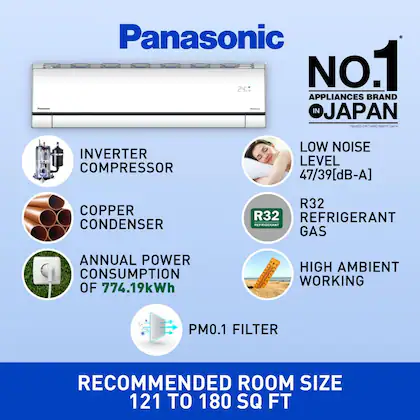 Panasonic
NO.1*
APPLIANCES BRAND
IN JAPAN
INVERTER
COMPRESSOR
LOW NOISE
LEVEL
47/39[dB-A]
COPPER
CONDENSER
R32
REFRIGERANT
R32
REFRIGERANT
GAS
ANNUAL POWER
CONSUMPTION
OF 774.19kWh
HIGH AMBIENT
WORKING
PM0.1 FILTER
RECOMMENDED ROOM SIZE
121 TO 180 SQ FT